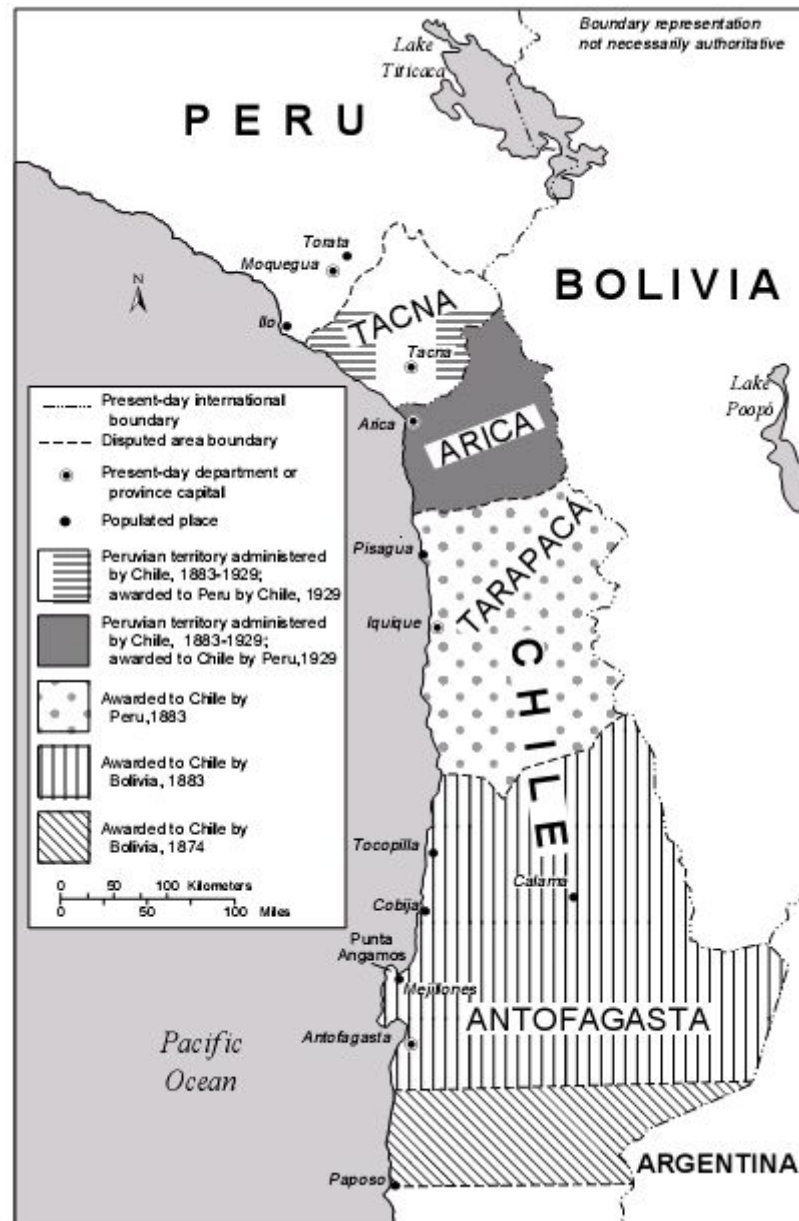 Boundary representation
not necessarily authoritative
Lake
Titicaca
PERU
Torata
Moquegua
BOLIVIA
N
TACNA
Ilo
Tacna
Lake
Poopó
Present-day international
boundary
Disputed area boundary
Present-day department or
province capital
Populated place
Peruvian territory administered
by Chile, 1883-1929;
awarded to Peru by Chile, 1929
Peruvian territory administered
by Chile, 1883-1929;
awarded to Chile by Peru,1929
Awarded to Chile by
Peru,1883
Awarded to Chile by
Bolivia, 1883
Awarded to Chile by
Bolivia, 1874
0 50 100 Kilometers
0 50 100 Miles
Arica
ARICA
Pisagua
TARAPACA
Iquique
CHILE
Tocopilla
Calama
Cobija
Punta
Angamos
Mejillones
ANTOFAGASTA
Antofagasta
Pacific
Ocean
ARGENTINA
Paposo